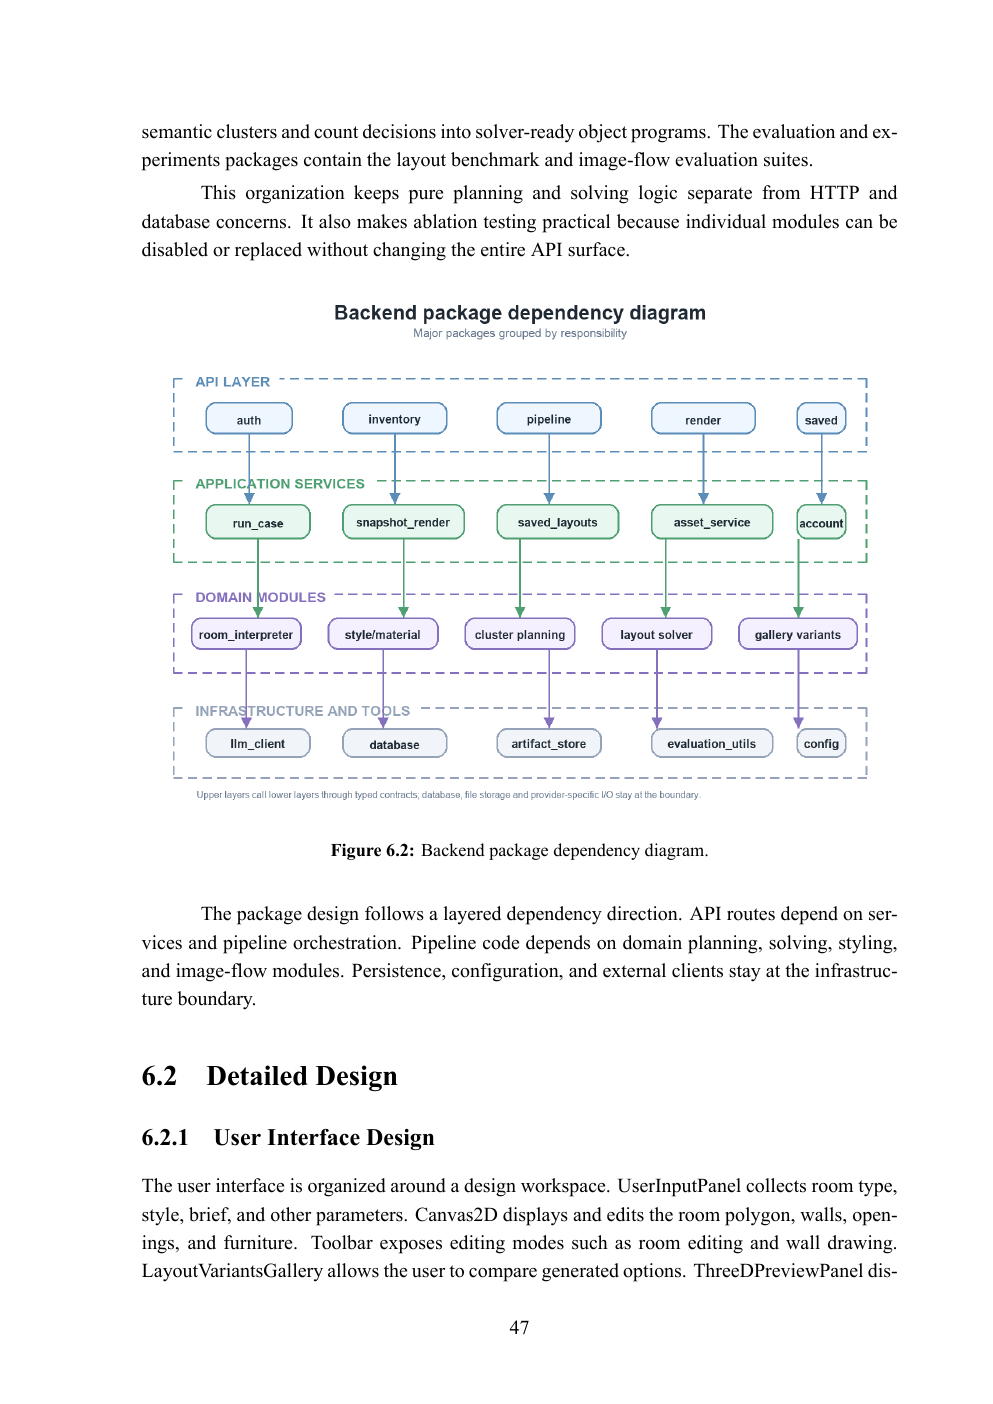 semantic clusters and count decisions into solver-ready object programs. The evaluation and ex-
periments packages contain the layout benchmark and image-flow evaluation suites.
This organization keeps pure planning and solving logic separate from HTTP and
database concerns. It also makes ablation testing practical because individual modules can be
disabled or replaced without changing the entire API surface.
Backend package dependency diagram
Major packages grouped by responsibility
API LAYER
auth inventory pipeline render saved
APPLICATION SERVICES
run_case snapshot_render saved_layouts asset_service account
DOMAIN MODULES
room_interpreter style/material cluster planning layout solver gallery variants
INFRASTRUCTURE AND TOOLS
llm_client database artifact_store evaluation_utils config
Upper layers call lower layers through typed contracts; database, file storage and provider-specific I/O stay at the boundary.
Figure 6.2: Backend package dependency diagram.
The package design follows a layered dependency direction. API routes depend on ser-
vices and pipeline orchestration. Pipeline code depends on domain planning, solving, styling,
and image-flow modules. Persistence, configuration, and external clients stay at the infrastruc-
ture boundary.
6.2 Detailed Design
6.2.1 User Interface Design
The user interface is organized around a design workspace. UserInputPanel collects room type,
style, brief, and other parameters. Canvas2D displays and edits the room polygon, walls, open-
ings, and furniture. Toolbar exposes editing modes such as room editing and wall drawing.
LayoutVariantsGallery allows the user to compare generated options. ThreeDPreviewPanel dis-
47